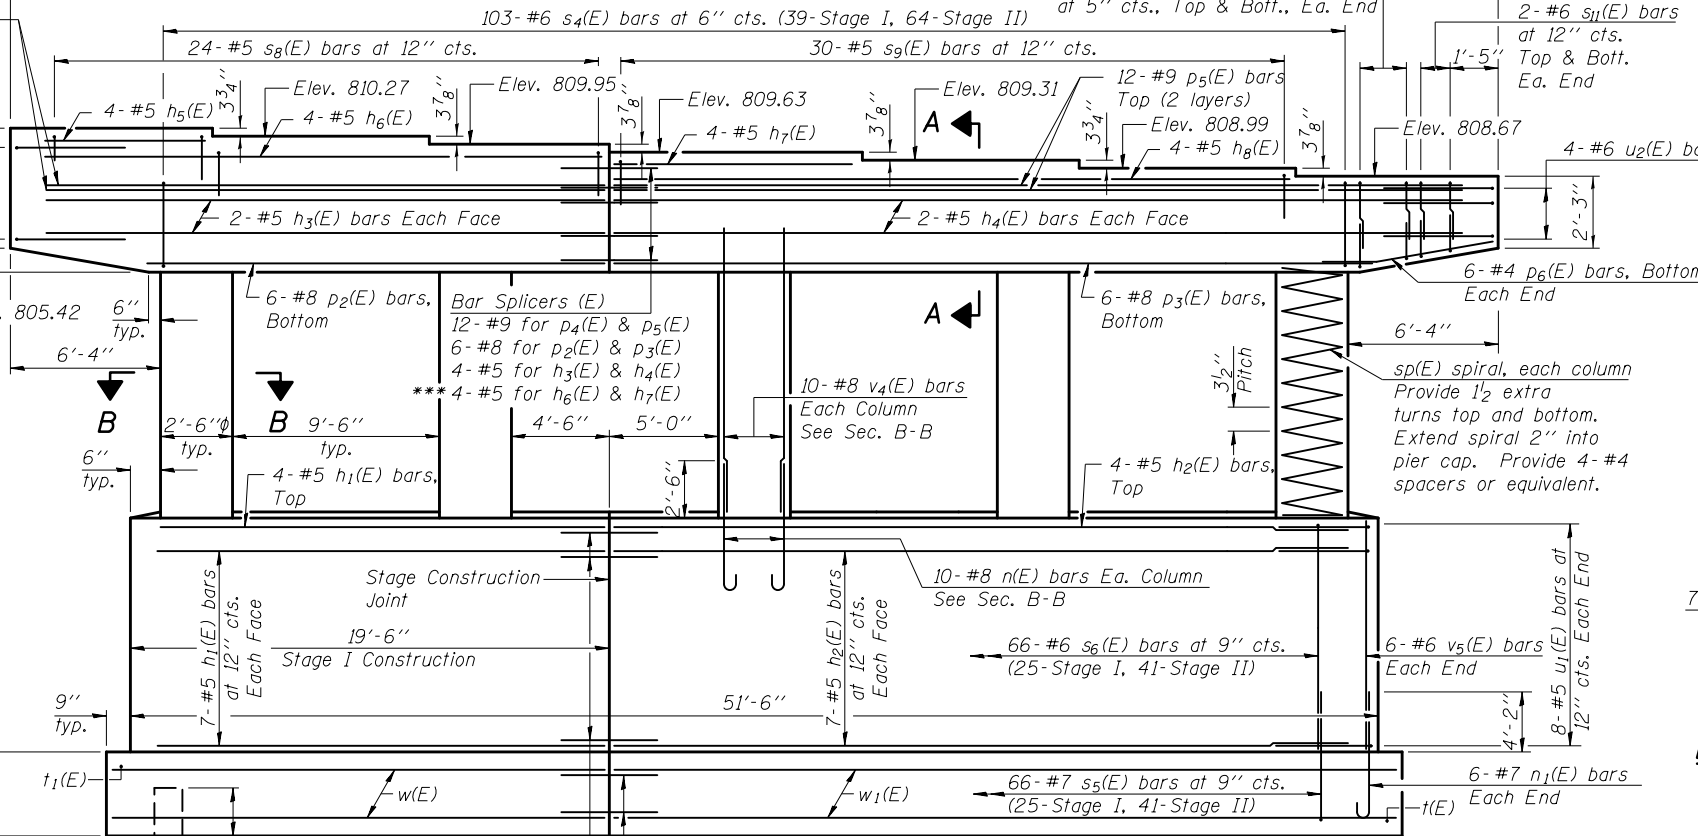 103-#6 s4(E) bars at 6" cts. (39-Stage I, 64-Stage II)
at 5" cts., Top & Bott., Ea. End
2-#6 s11(E) bars
at 12" cts.
Top & Bott.
Ea. End
1'-5"
24-#5 s8(E) bars at 12" cts.
30-#5 s9(E) bars at 12" cts.
4-#5 h5(E)
3 3/4"
Elev. 810.27
4-#5 h6(E)
3 7/8"
Elev. 809.95
3 7/8"
Elev. 809.63
4-#5 h7(E)
3 7/8"
A
Elev. 809.31
12-#9 p5(E) bars
Top (2 layers)
3 3/4"
Elev. 808.99
4-#5 h8(E)
3 7/8"
Elev. 808.67
4-#6 u2(E) ba
2'-3"
2-#5 h3(E) bars Each Face
2-#5 h4(E) bars Each Face
6-#4 p6(E) bars, Bottom
Each End
805.42
6"
typ.
6'-4"
6-#8 p2(E) bars,
Bottom
Bar Splicers (E)
12-#9 for p4(E) & p5(E)
6-#8 for p2(E) & p3(E)
4-#5 for h3(E) & h4(E)
*** 4-#5 for h6(E) & h7(E)
A
6-#8 p3(E) bars,
Bottom
6'-4"
3 1/2"
Pitch
sp(E) spiral, each column
Provide 1 1/2 extra
turns top and bottom.
Extend spiral 2" into
pier cap. Provide 4-#4
spacers or equivalent.
B
B
10-#8 v4(E) bars
Each Column
See Sec. B-B
2'-6"ϕ
typ.
9'-6"
typ.
4'-6"
5'-0"
6"
typ.
4-#5 h1(E) bars,
Top
2'-6"
4-#5 h2(E) bars,
Top
7-#5 h1(E) bars
at 12" cts.
Each Face
Stage Construction
Joint
10-#8 n(E) bars Ea. Column
See Sec. B-B
7-#5 h2(E) bars
at 12" cts.
Each Face
8-#5 u1(E) bars at
12" cts. Each End
7
19'-6"
Stage I Construction
66-#6 s6(E) bars at 9" cts.
(25-Stage I, 41-Stage II)
6-#6 v5(E) bars
Each End
9"
typ.
51'-6"
4'-2"
t1(E)
w(E)
w1(E)
66-#7 s5(E) bars at 9" cts.
(25-Stage I, 41-Stage II)
6-#7 n1(E) bars
Each End
t(E)